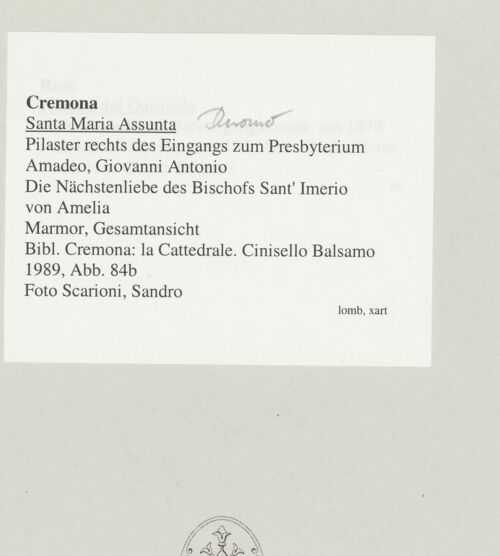 Cremona
Santa Maria Assunta Duomo
Pilaster rechts des Eingangs zum Presbyterium
Amadeo, Giovanni Antonio
Die Nächstenliebe des Bischofs Sant' Imerio
von Amelia
Marmor, Gesamtansicht
Bibl. Cremona: la Cattedrale. Cinisello Balsamo
1989, Abb. 84b
Foto Scarioni, Sandro
lomb, xart